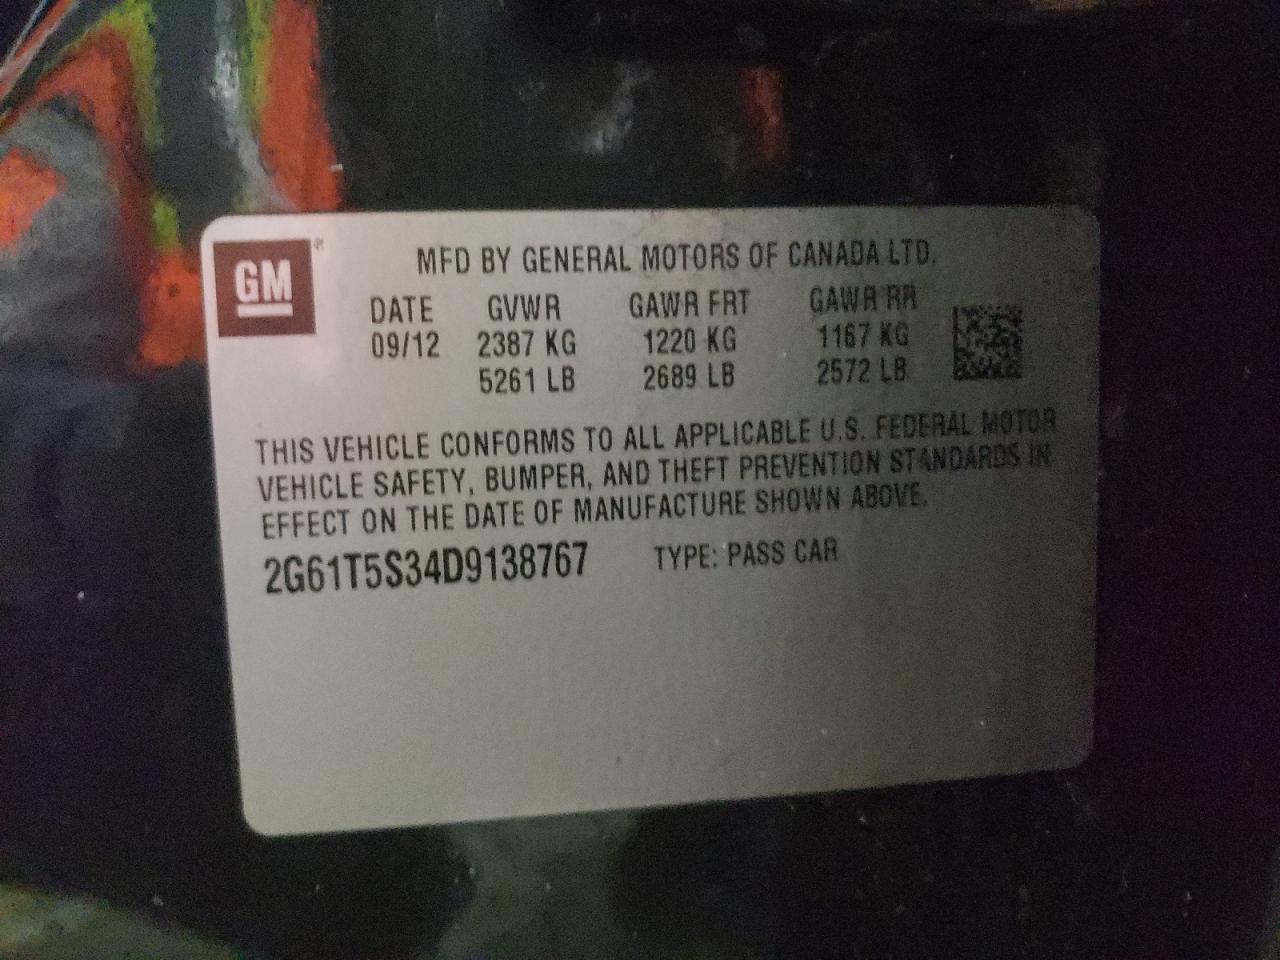 GM
MFD BY GENERAL MOTORS OF CANADA LTD.
DATE GVWR GAWR FRT GAWR RR
09/12 2387 KG 1220 KG 1167 KG
5261 LB 2689 LB 2572 LB
THIS VEHICLE CONFORMS TO ALL APPLICABLE U.S. FEDERAL MOTOR
VEHICLE SAFETY, BUMPER, AND THEFT PREVENTION STANDARDS IN
EFFECT ON THE DATE OF MANUFACTURE SHOWN ABOVE.
2G61T5S34D9138767 TYPE: PASS CAR